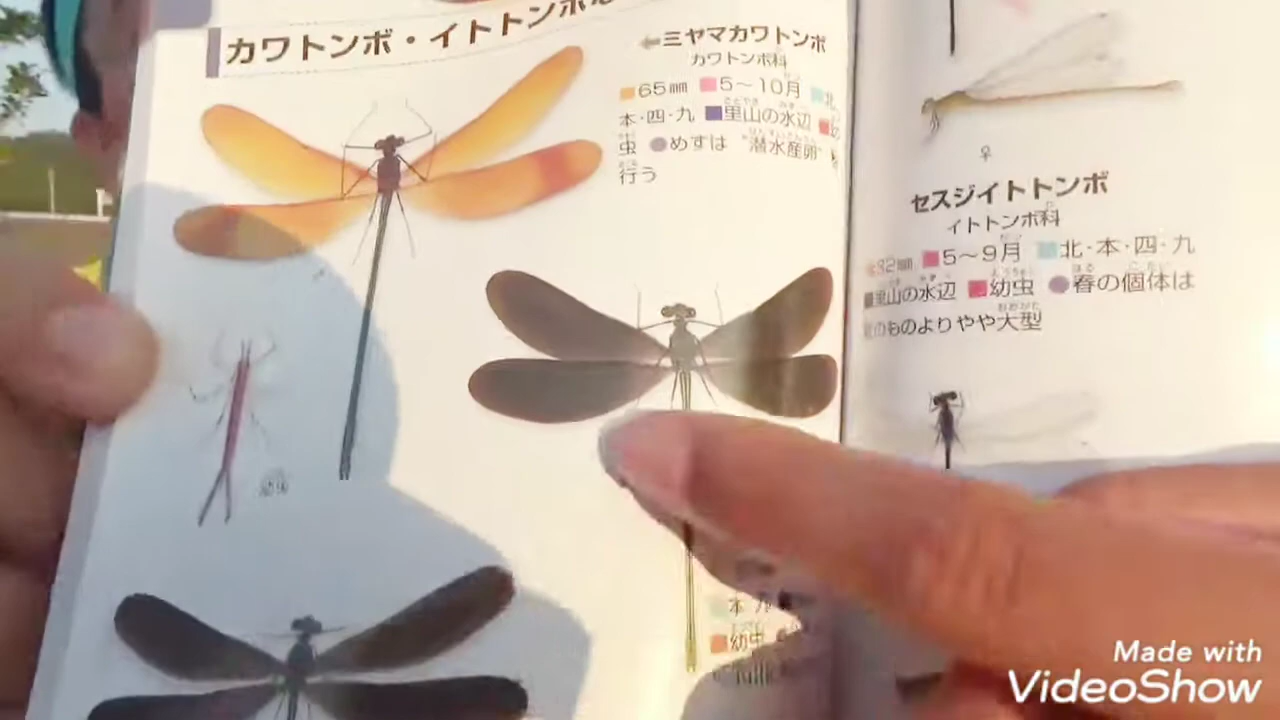 カワトンボ・イトトンボ
←ミヤマカワトンボ
カワトンボ科
65mm 5〜10月 北
本・四・九 里山の水辺 幼
虫 めすは "潜水産卵"
行う
幼虫
本 九
幼虫
♀
セスジイトトンボ
イトトンボ科
32mm 5〜9月 北・本・四・九
里山の水辺 幼虫 春の個体は
のものよりやや大型
Made with
VideoShow